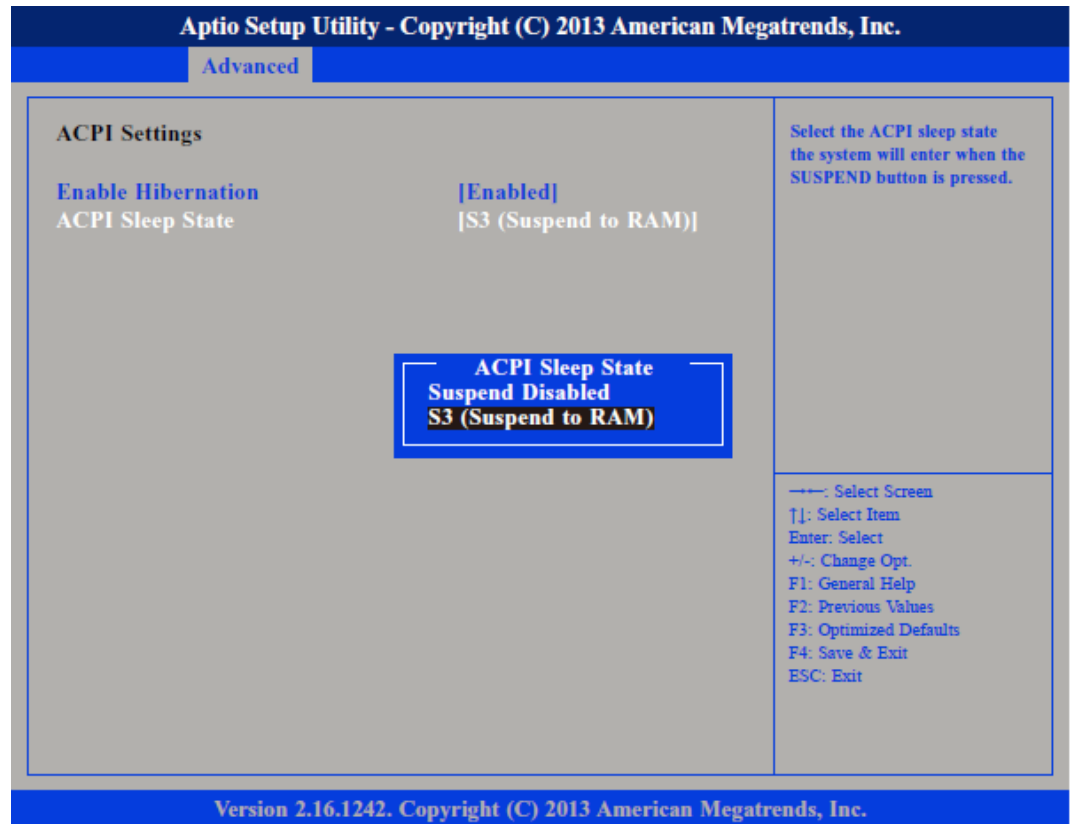 Aptio Setup Utility - Copyright (C) 2013 American Megatrends, Inc.
Advanced
ACPI Settings
Enable Hibernation [Enabled]
ACPI Sleep State [S3 (Suspend to RAM)]
ACPI Sleep State
Suspend Disabled
S3 (Suspend to RAM)
Select the ACPI sleep state
the system will enter when the
SUSPEND button is pressed.
→←: Select Screen
↑↓: Select Item
Enter: Select
+/-: Change Opt.
F1: General Help
F2: Previous Values
F3: Optimized Defaults
F4: Save & Exit
ESC: Exit
Version 2.16.1242. Copyright (C) 2013 American Megatrends, Inc.